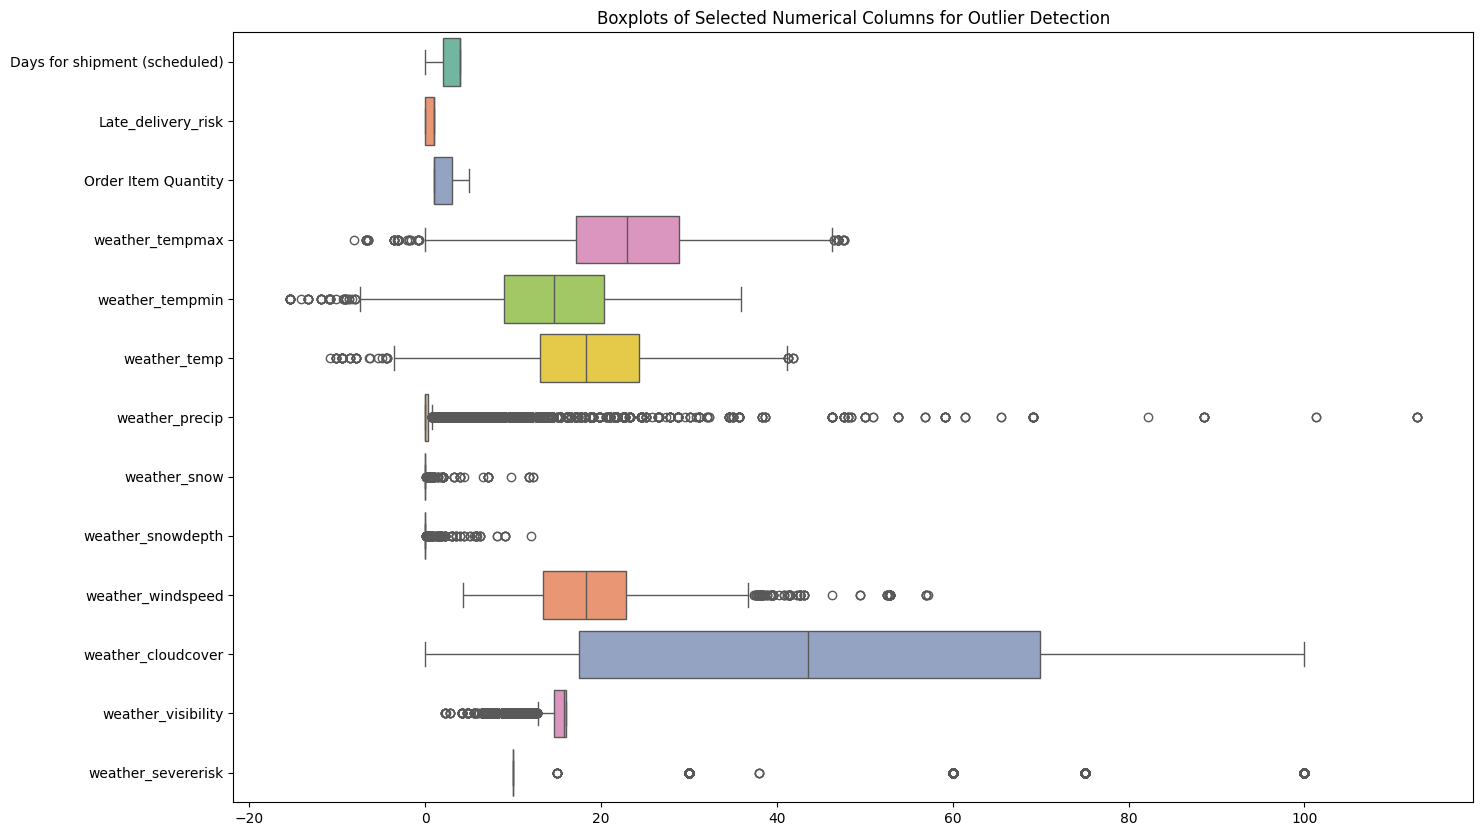 Boxplots of Selected Numerical Columns for Outlier Detection
Days for shipment (scheduled)
Late_delivery_risk
Order Item Quantity
weather_tempmax
weather_tempmin
weather_temp
weather_precip
weather_snow
weather_snowdepth
weather_windspeed
weather_cloudcover
weather_visibility
weather_severerisk
−20 0 20 40 60 80 100